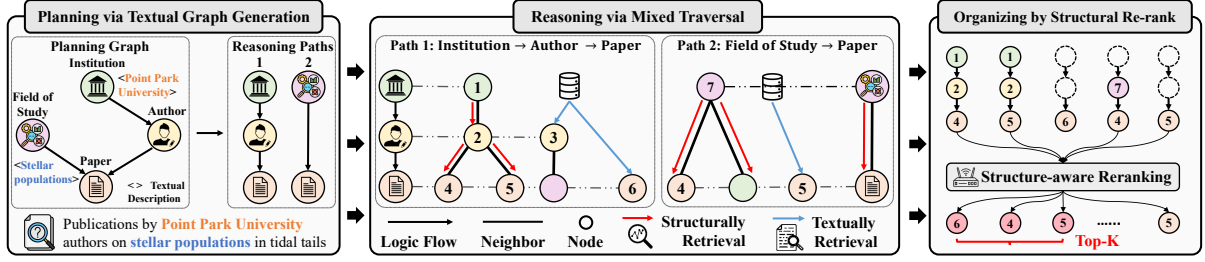 Planning via Textual Graph Generation
Planning Graph
Institution
<Point Park
University>
Field of
Study
Author
Paper
<Stellar
populations>
< > Textual
Description
Reasoning Paths
1 2
Publications by Point Park University
authors on stellar populations in tidal tails
Reasoning via Mixed Traversal
Path 1: Institution → Author → Paper
1
2 3
4 5 6
Path 2: Field of Study → Paper
7
4 5
Logic Flow
Neighbor
Node
Structurally
Retrieval
Textually
Retrieval
Organizing by Structural Re-rank
1 1
2 2 7
4 5 6 4 5
Structure-aware Reranking
6 4 5 ...... 5
Top-K